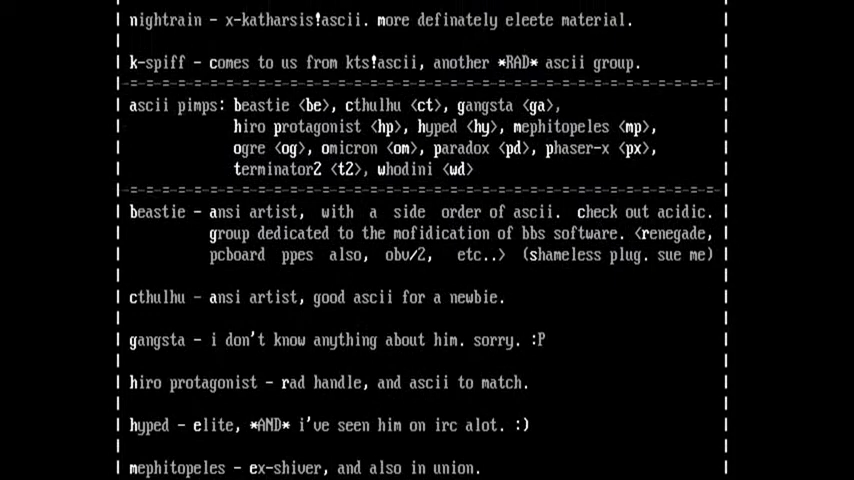 nightrain - x-katharsis!ascii. more definately eleete material.
k-spiff - comes to us from kts!ascii, another *RAD* ascii group.
ascii pimps: beastie <be>, cthulhu <ct>, gangsta <ga>,
hiro protagonist <hp>, hyped <hy>, mephitopeles <mp>,
ogre <og>, omicron <om>, paradox <pd>, phaser-x <px>,
terminator2 <t2>, whodini <wd>
beastie - ansi artist, with a side order of ascii. check out acidic.
group dedicated to the mofidication of bbs software. <renegade,
pcboard ppes also, obv/2, etc..> (shameless plug. sue me)
cthulhu - ansi artist, good ascii for a newbie.
gangsta - i don't know anything about him. sorry. :P
hiro protagonist - rad handle, and ascii to match.
hyped - elite, *AND* i've seen him on irc alot. :)
mephitopeles - ex-shiver, and also in union.